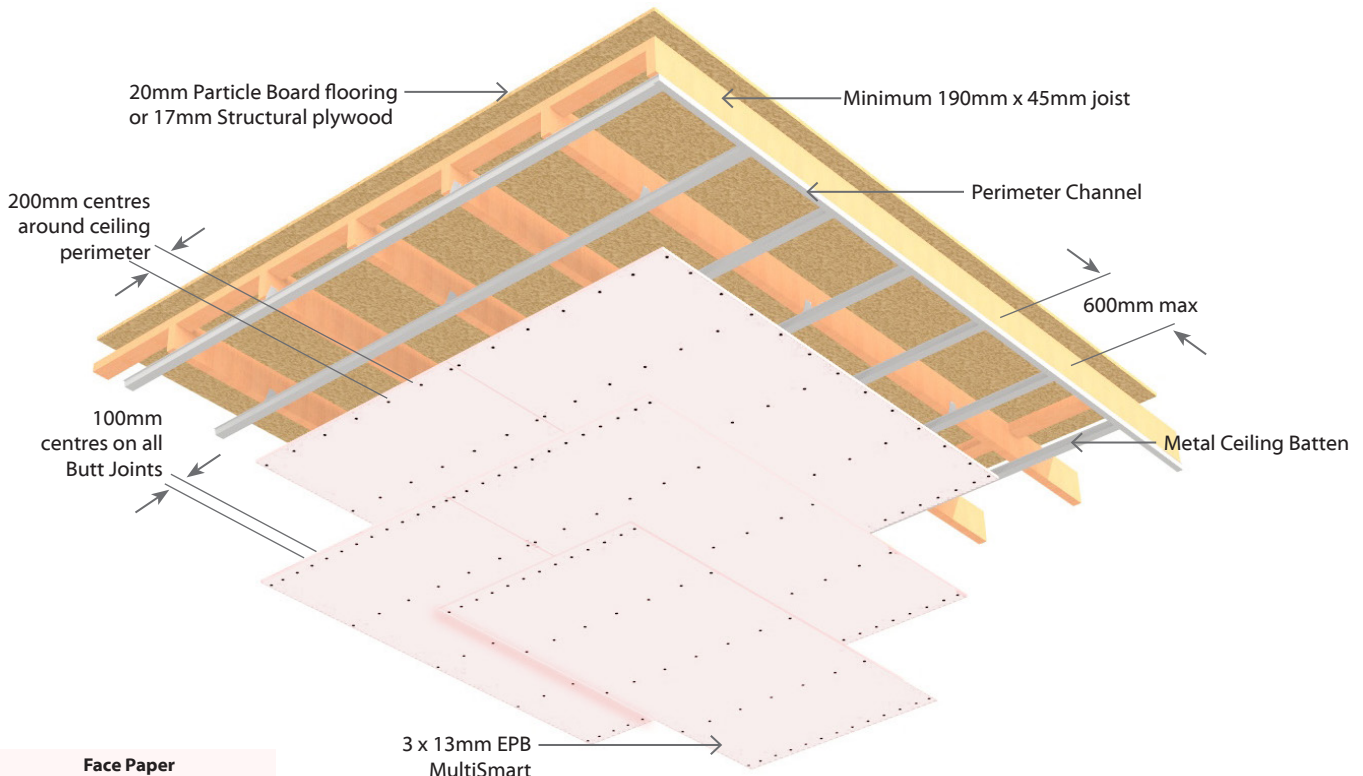 20mm Particle Board flooring
or 17mm Structural plywood
Minimum 190mm x 45mm joist
Perimeter Channel
200mm centres
around ceiling
perimeter
600mm max
100mm
centres on all
Butt Joints
Metal Ceiling Batten
3 x 13mm EPB
MultiSmart
Face Paper